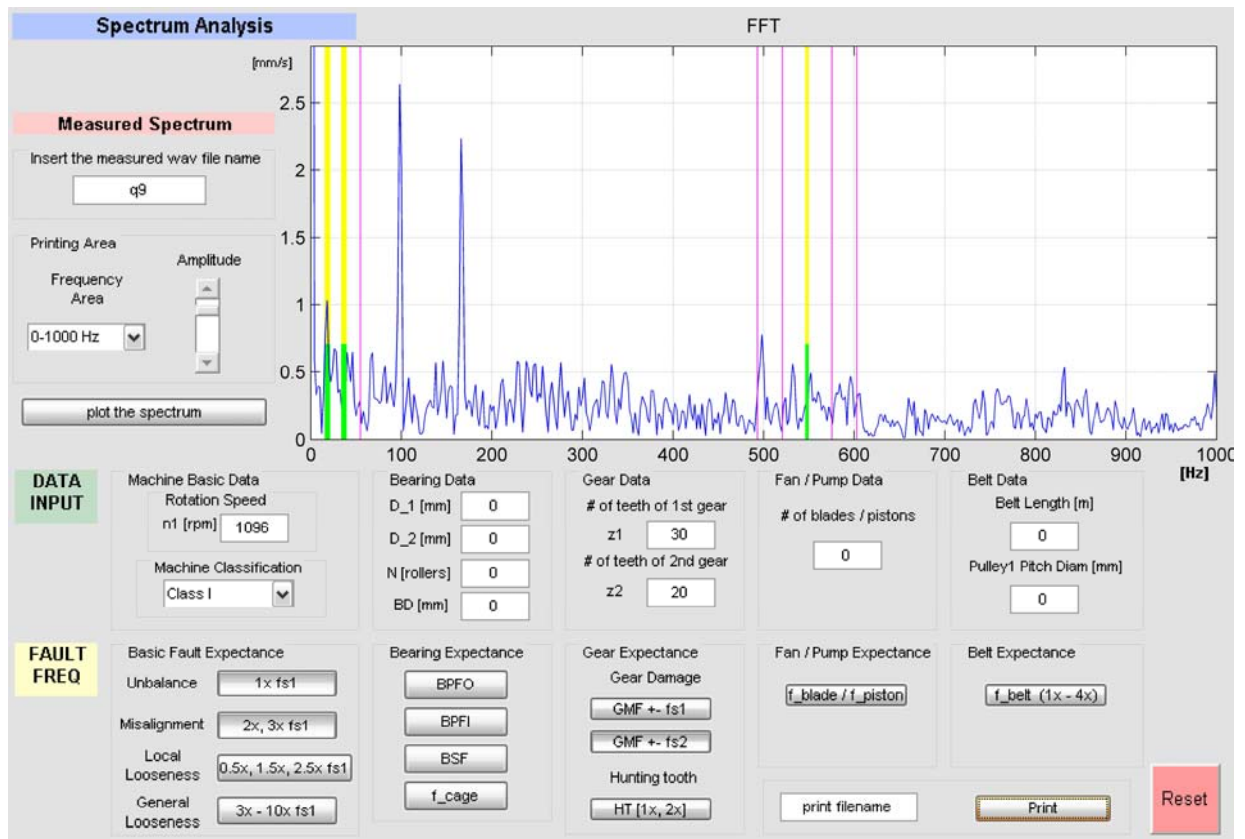 Spectrum Analysis
FFT
[mm/s]
2.5
2
1.5
1
0.5
0
0 100 200 300 400 500 600 700 800 900 1000
[Hz]
Measured Spectrum
Insert the measured wav file name
q9
Printing Area
Amplitude
Frequency
Area
0-1000 Hz
plot the spectrum
DATA
INPUT
Machine Basic Data
Rotation Speed
n1 [rpm] 1096
Machine Classification
Class I
Bearing Data
D_1 [mm] 0
D_2 [mm] 0
N [rollers] 0
BD [mm] 0
Gear Data
# of teeth of 1st gear
z1 30
# of teeth of 2nd gear
z2 20
Fan / Pump Data
# of blades / pistons
0
Belt Data
Belt Length [m]
0
Pulley1 Pitch Diam [mm]
0
FAULT
FREQ
Basic Fault Expectance
Unbalance 1x fs1
Misalignment 2x, 3x fs1
Local
Looseness 0.5x, 1.5x, 2.5x fs1
General
Looseness 3x - 10x fs1
Bearing Expectance
BPFO
BPFI
BSF
f_cage
Gear Expectance
Gear Damage
GMF +- fs1
GMF +- fs2
Hunting tooth
HT [1x, 2x]
Fan / Pump Expectance
f_blade / f_piston
Belt Expectance
f_belt (1x - 4x)
print filename
Print
Reset